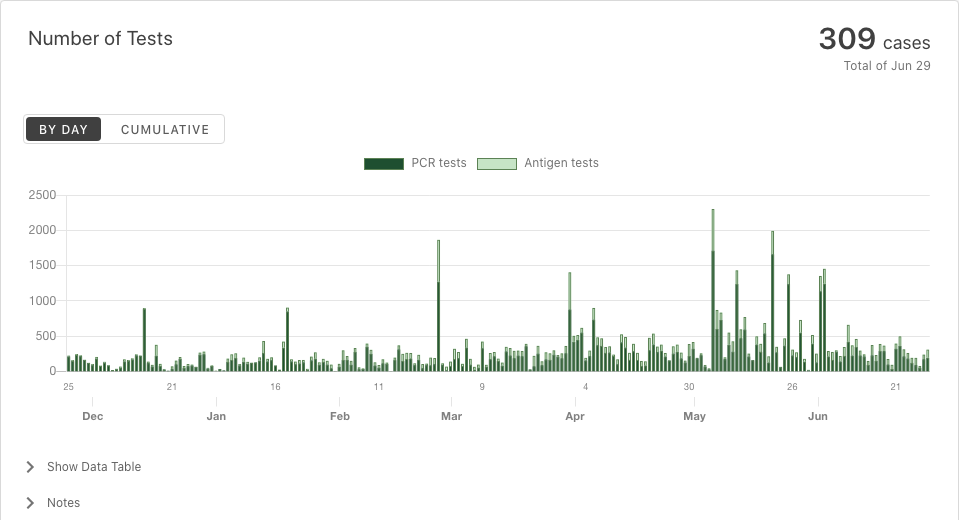 Number of Tests
309 cases
Total of Jun 29
BY DAY
CUMULATIVE
PCR tests
Antigen tests
2500
2000
1500
1000
500
0
25
21
16
11
9
4
30
26
21
Dec
Jan
Feb
Mar
Apr
May
Jun
Show Data Table
Notes